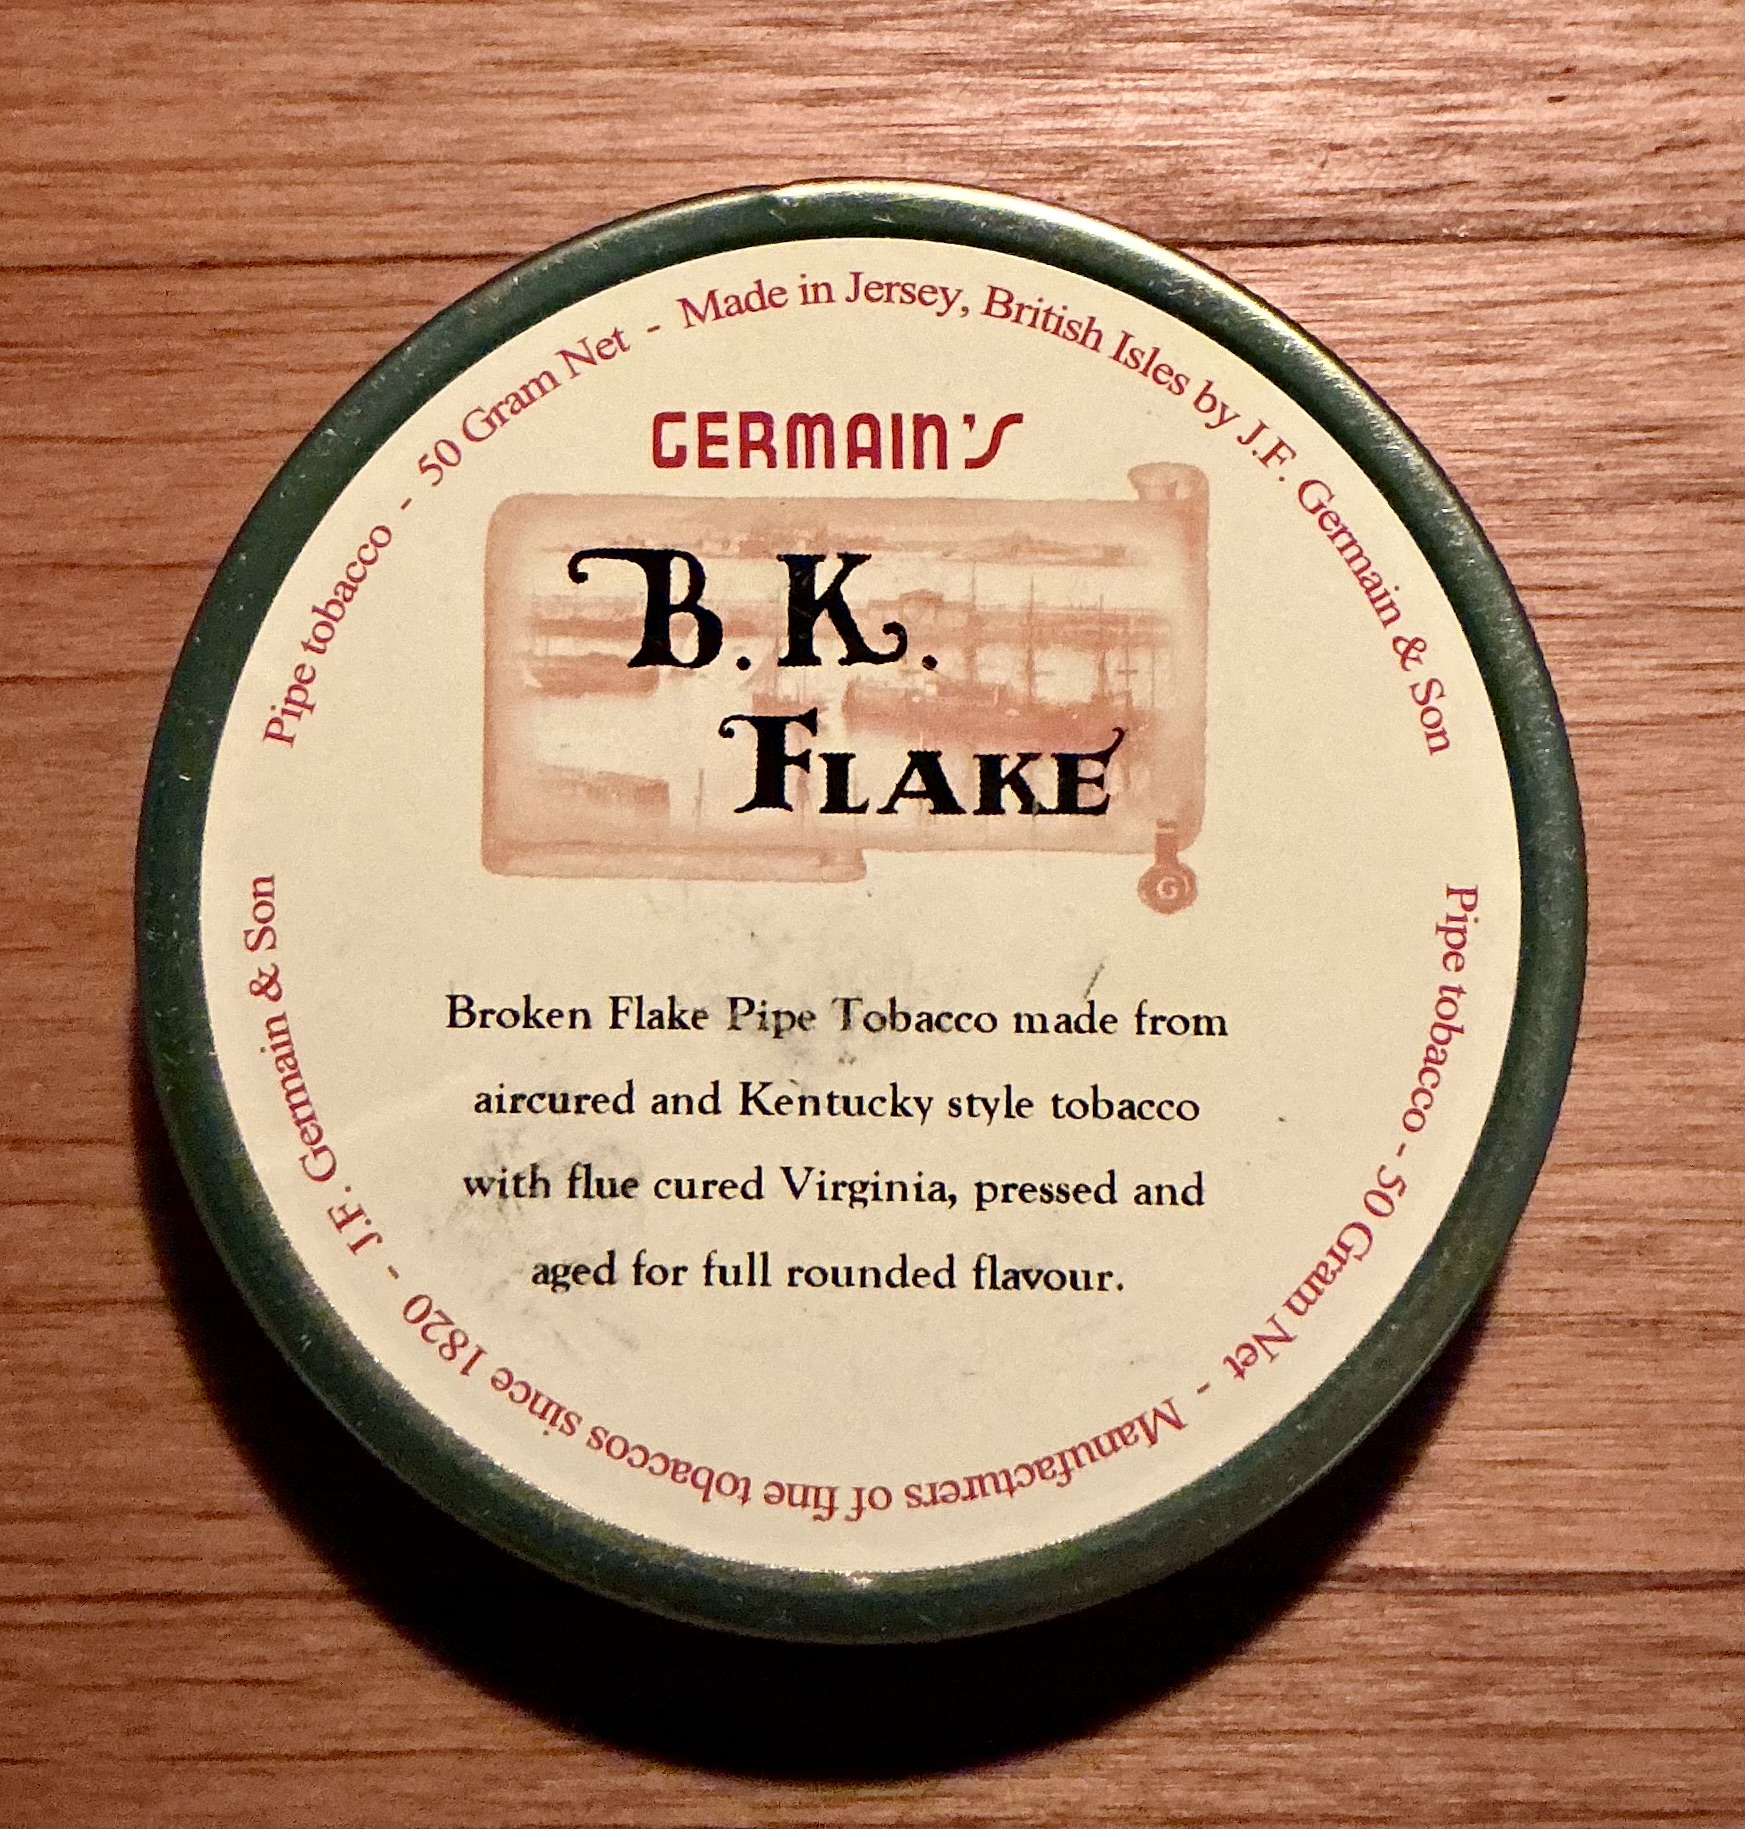 Pipe tobacco - 50 Gram Net - Made in Jersey, British Isles by J.F. Germain & Son
GERMAIN'S
B.K.
FLAKE
G
Broken Flake Pipe Tobacco made from
aircured and Kentucky style tobacco
with flue cured Virginia, pressed and
aged for full rounded flavour.
Pipe tobacco - 50 Gram Net - Manufacturers of fine tobaccos since 1820 - J.F. Germain & Son